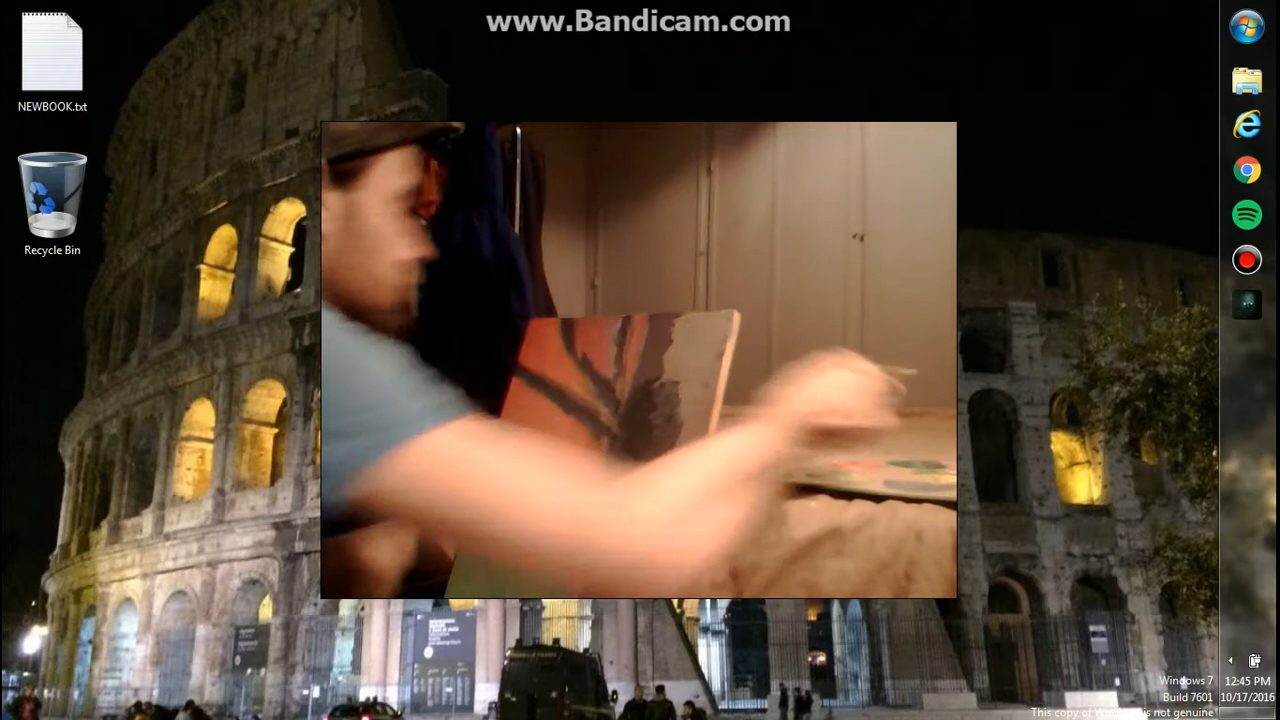 www.Bandicam.com
NEWBOOK.txt
Recycle Bin
Windows 7
12:45 PM
Build 7601
10/17/2016
This copy of Windows is not genuine